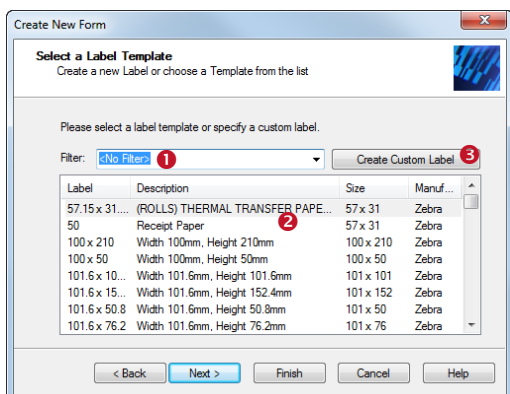 Create New Form
Select a Label Template
Create a new Label or choose a Template from the list
Please select a label template or specify a custom label.
Filter: <No Filter> 1 Create Custom Label 3
Label Description Size Manuf...
57.15 x 31.... (ROLLS) THERMAL TRANSFER PAPE... 57 x 31 Zebra
50 Receipt Paper 2 57 x 31 Zebra
100 x 210 Width 100mm, Height 210mm 100 x 210 Zebra
100 x 50 Width 100mm, Height 50mm 100 x 50 Zebra
101.6 x 10... Width 101.6mm, Height 101.6mm 101 x 101 Zebra
101.6 x 15... Width 101.6mm, Height 152.4mm 101 x 152 Zebra
101.6 x 50.8 Width 101.6mm, Height 50.8mm 101 x 50 Zebra
101.6 x 76.2 Width 101.6mm, Height 76.2mm 101 x 76 Zebra
< Back Next > Finish Cancel Help